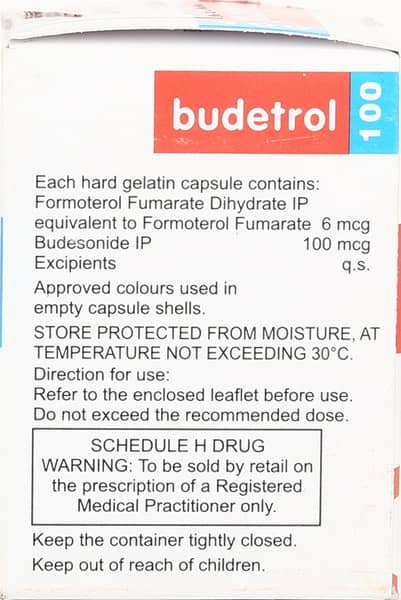 budetrol 100
Each hard gelatin capsule contains:
Formoterol Fumarate Dihydrate IP
equivalent to Formoterol Fumarate 6 mcg
Budesonide IP 100 mcg
Excipients q.s.
Approved colours used in
empty capsule shells.
STORE PROTECTED FROM MOISTURE, AT
TEMPERATURE NOT EXCEEDING 30°C.
Direction for use:
Refer to the enclosed leaflet before use.
Do not exceed the recommended dose.
SCHEDULE H DRUG
WARNING: To be sold by retail on
the prescription of a Registered
Medical Practitioner only.
Keep the container tightly closed.
Keep out of reach of children.